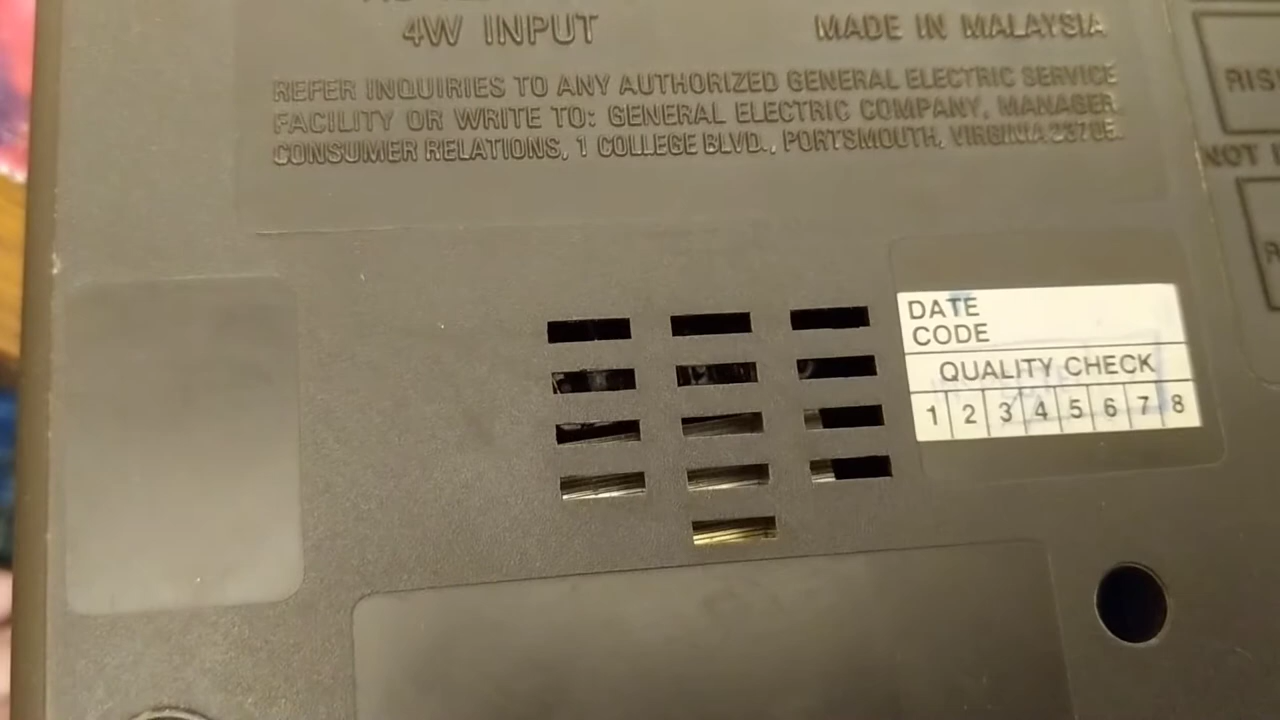 4W INPUT
MADE IN MALAYSIA
REFER INQUIRIES TO ANY AUTHORIZED GENERAL ELECTRIC SERVICE
FACILITY OR WRITE TO: GENERAL ELECTRIC COMPANY, MANAGER
CONSUMER RELATIONS, 1 COLLEGE BLVD., PORTSMOUTH, VIRGINIA 23705.
RIS
NOT
DATE
CODE
QUALITY CHECK
1 2 3 4 5 6 7 8